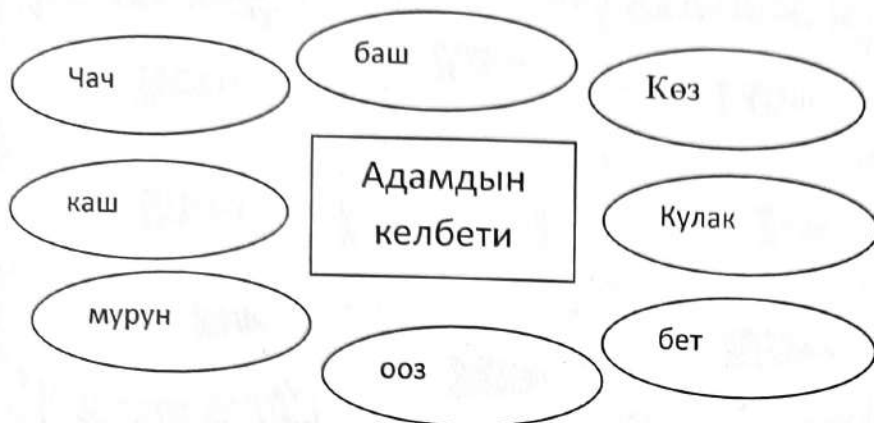 баш
Чач
Көз
Адамдын
келбети
каш
Кулак
мурун
бет
ооз